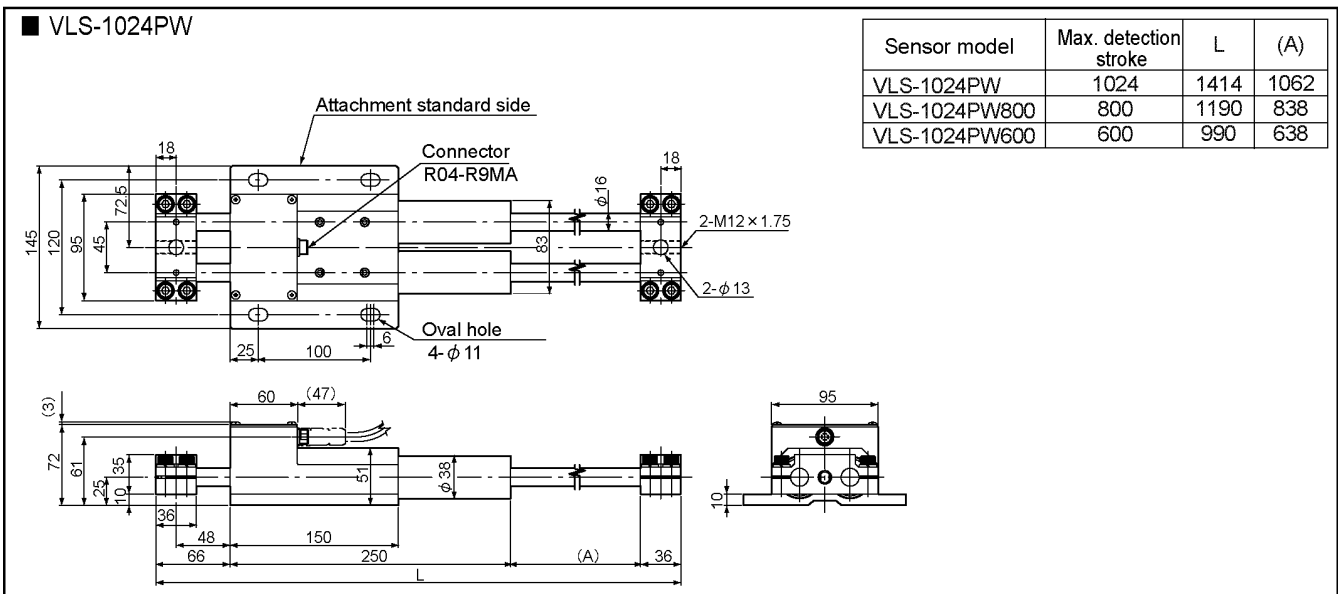 ■ VLS-1024PW
Sensor model Max. detection stroke L (A)
VLS-1024PW 1024 1414 1062
VLS-1024PW800 800 1190 838
VLS-1024PW600 600 990 638
Attachment standard side
Connector
R04-R9MA
18
18
72.5
145
120
95
45
φ16
83
2-M12×1.75
2-φ13
25
100
6
Oval hole
4-φ11
(3)
60
(47)
95
72
61
35
25
10
51
φ38
10
36
48
150
66
250
(A)
36
L